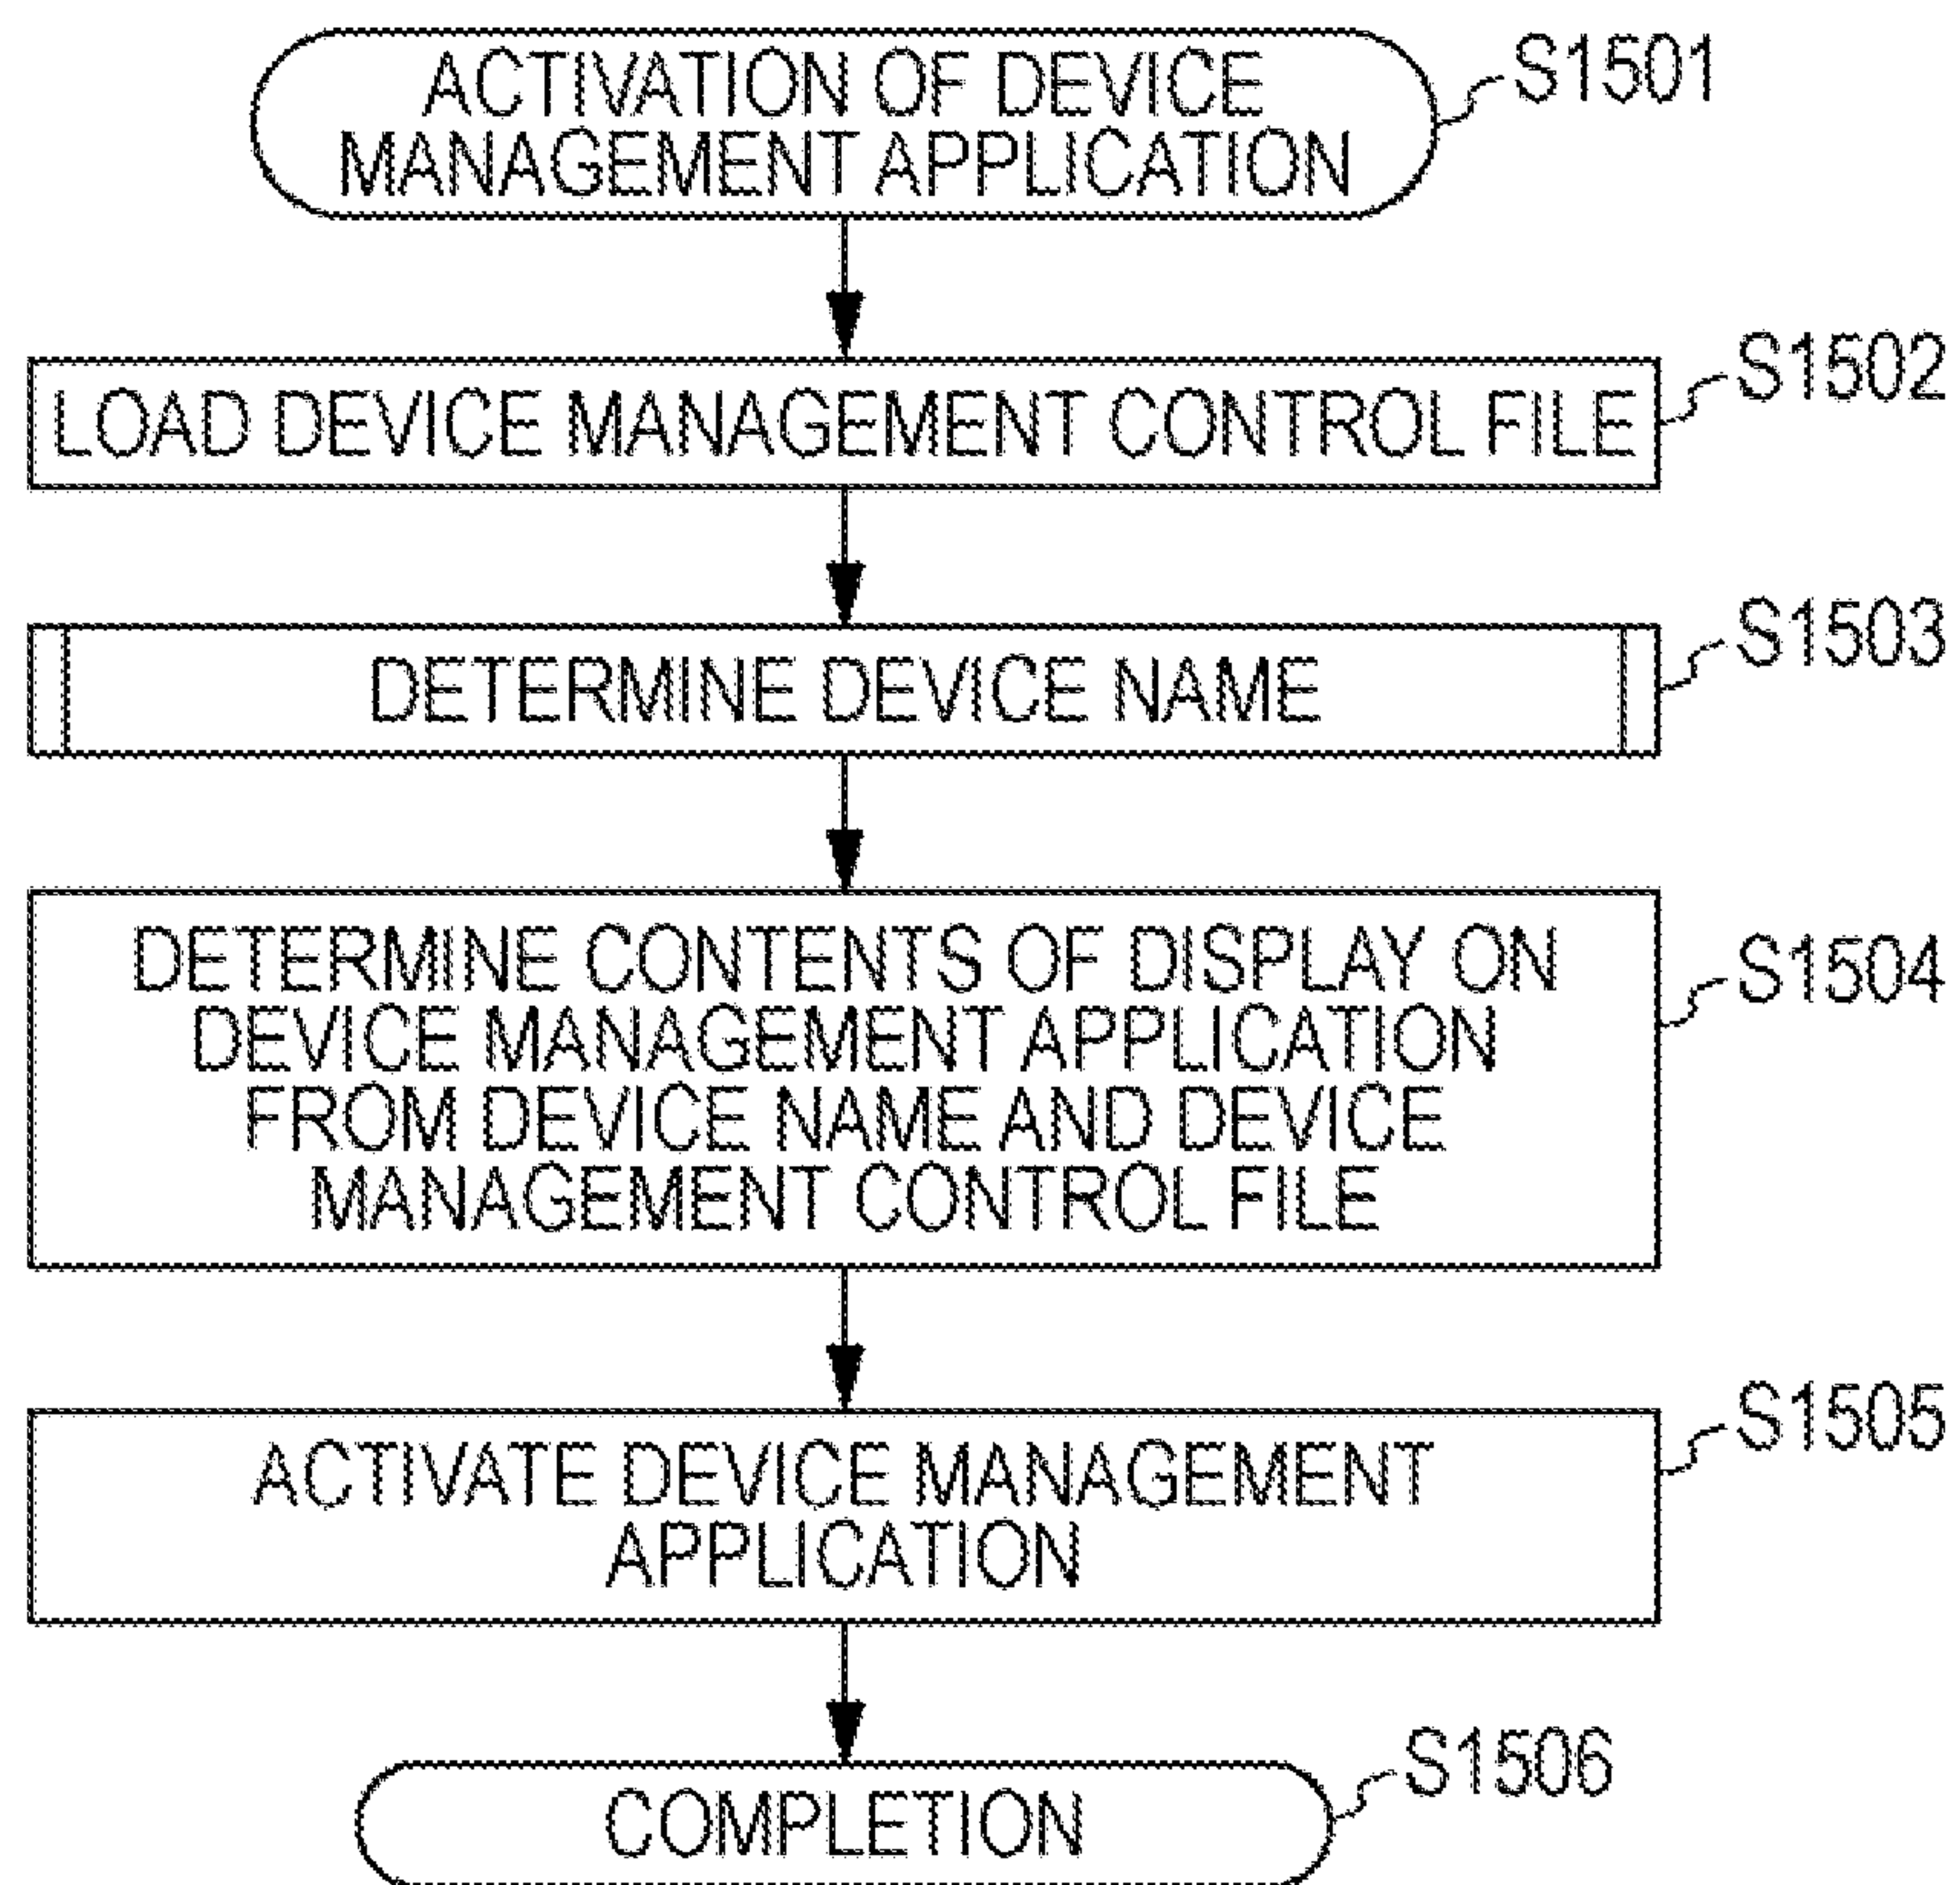 ACTIVATION OF DEVICE
MANAGEMENT APPLICATION
S1501
LOAD DEVICE MANAGEMENT CONTROL FILE
S1502
DETERMINE DEVICE NAME
S1503
DETERMINE CONTENTS OF DISPLAY ON
DEVICE MANAGEMENT APPLICATION
FROM DEVICE NAME AND DEVICE
MANAGEMENT CONTROL FILE
S1504
ACTIVATE DEVICE MANAGEMENT
APPLICATION
S1505
COMPLETION
S1506